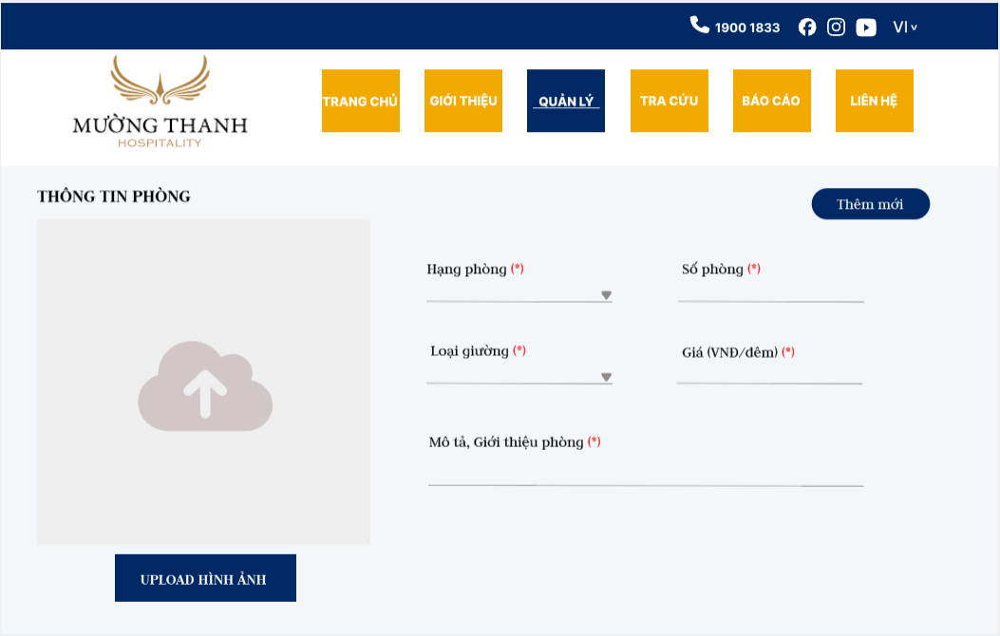 1900 1833 VI
MƯỜNG THANH
HOSPITALITY
TRANG CHỦ GIỚI THIỆU QUẢN LÝ TRA CỨU BÁO CÁO LIÊN HỆ
THÔNG TIN PHÒNG
Thêm mới
Hạng phòng (*) Số phòng (*)
Loại giường (*) Giá (VNĐ/đêm) (*)
Mô tả, Giới thiệu phòng (*)
UPLOAD HÌNH ẢNH